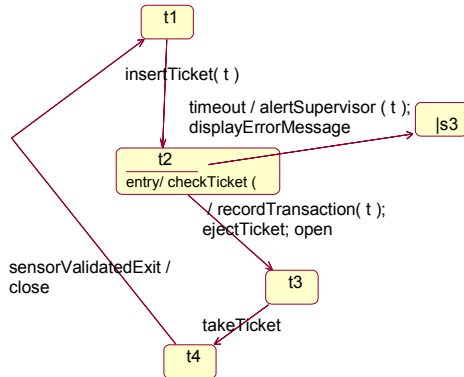 t1
insertTicket( t )
timeout / alertSupervisor ( t );
displayErrorMessage
|s3
t2
entry/ checkTicket (
/ recordTransaction( t );
ejectTicket; open
sensorValidatedExit /
close
t3
takeTicket
t4